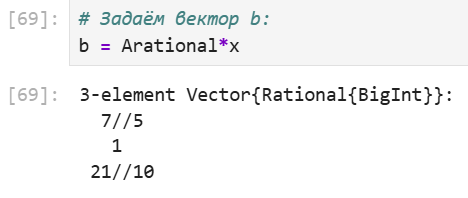 [69]: # Задаём вектор b:
b = Arational*x
[69]: 3-element Vector{Rational{BigInt}}:
7//5
1
21//10